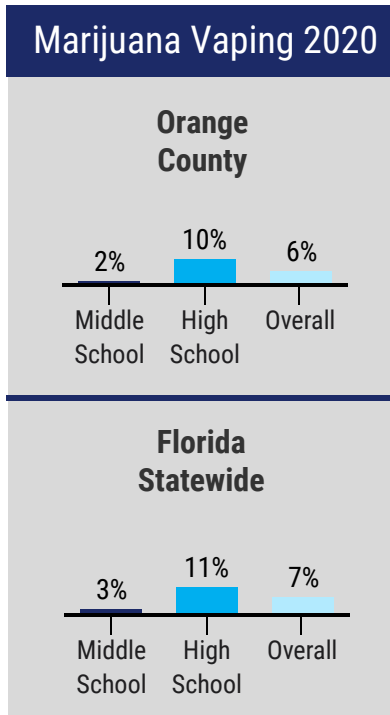 Marijuana Vaping 2020
Orange
County
2%
10%
6%
Middle
School
High
School
Overall
Florida
Statewide
3%
11%
7%
Middle
School
High
School
Overall